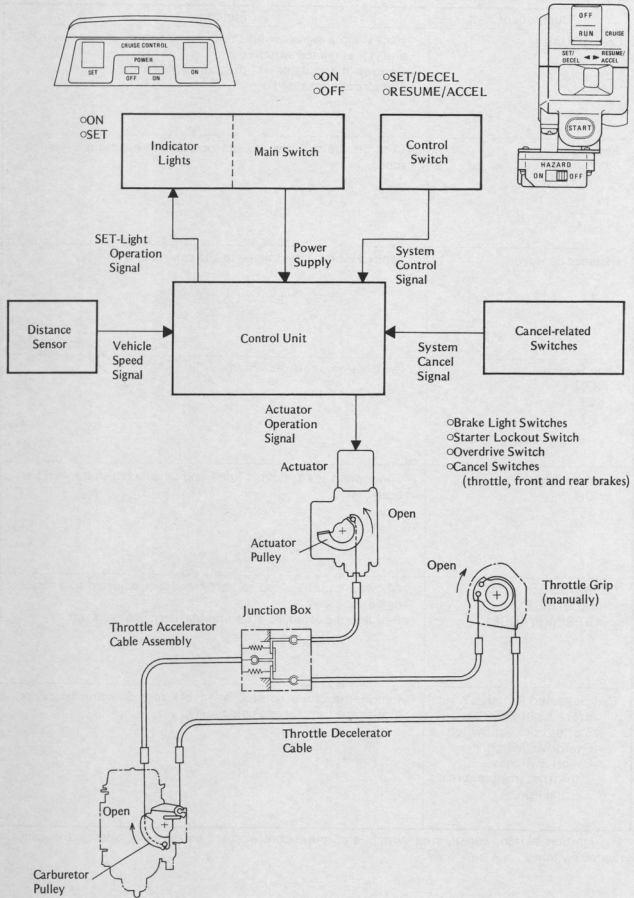 OFF
RUN CRUISE
SET/ RESUME/
DECEL ACCEL
START
HAZARD
ON OFF
CRUISE CONTROL
POWER
SET OFF ON ON
○ON ○SET/DECEL
○OFF ○RESUME/ACCEL
○ON
○SET
Indicator
Lights
Main Switch
Control
Switch
SET-Light
Operation
Signal
Power
Supply
System
Control
Signal
Distance
Sensor
Vehicle
Speed
Signal
Control Unit
System
Cancel
Signal
Cancel-related
Switches
Actuator
Operation
Signal
○Brake Light Switches
○Starter Lockout Switch
○Overdrive Switch
○Cancel Switches
(throttle, front and rear brakes)
Actuator
Open
Actuator
Pulley
Open
Throttle Grip
(manually)
Junction Box
Throttle Accelerator
Cable Assembly
Throttle Decelerator
Cable
Open
Carburetor
Pulley